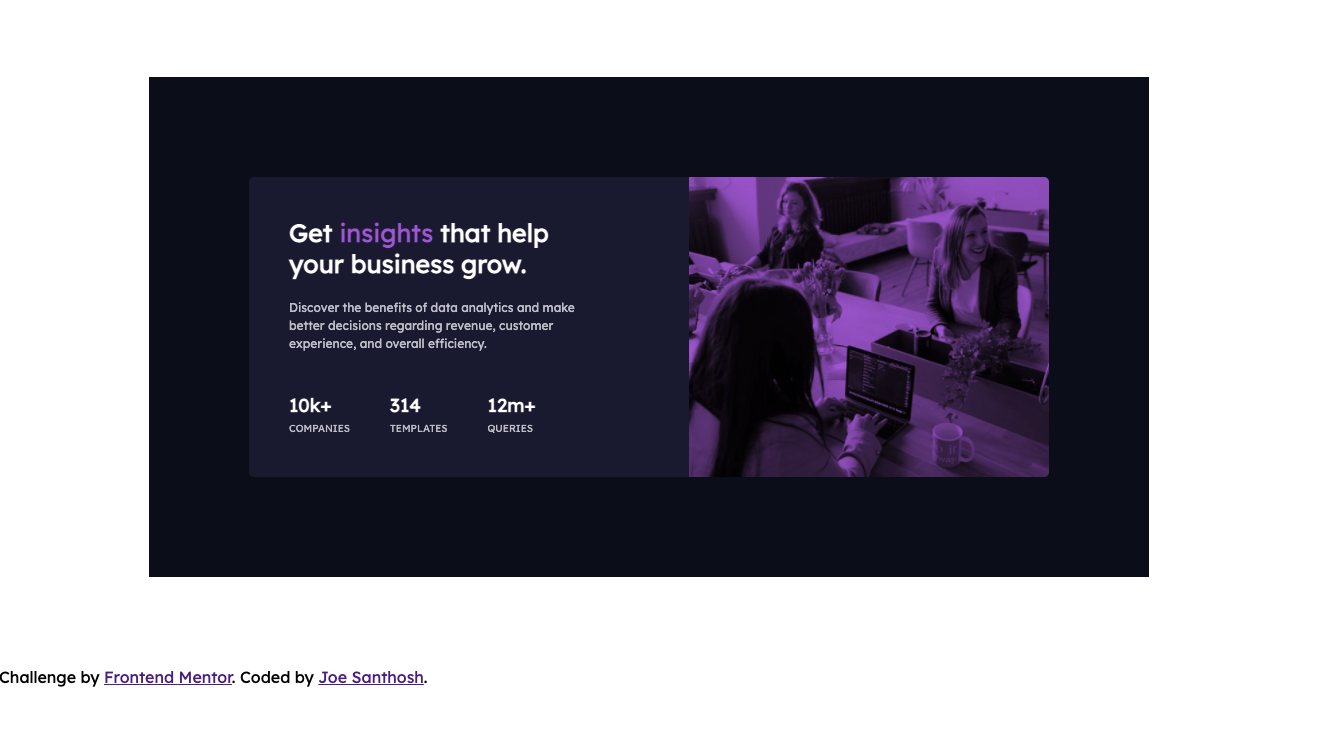 Get insights that help
your business grow.
Discover the benefits of data analytics and make
better decisions regarding revenue, customer
experience, and overall efficiency.
10k+ 314 12m+
COMPANIES TEMPLATES QUERIES
Challenge by Frontend Mentor. Coded by Joe Santhosh.